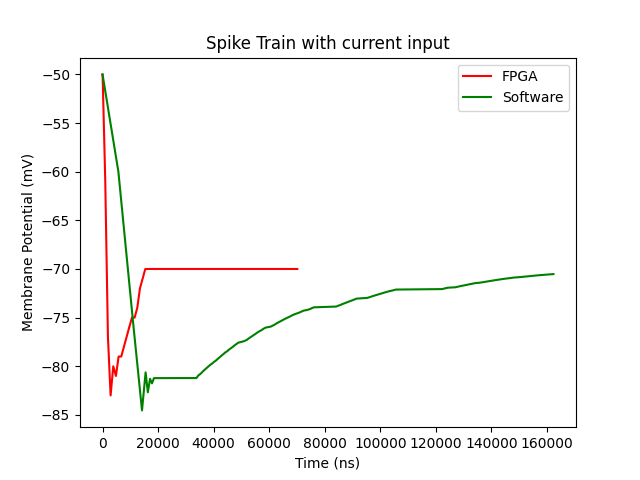 Spike Train with current input
FPGA
Software
Membrane Potential (mV)
−50
−55
−60
−65
−70
−75
−80
−85
0 20000 40000 60000 80000 100000 120000 140000 160000
Time (ns)